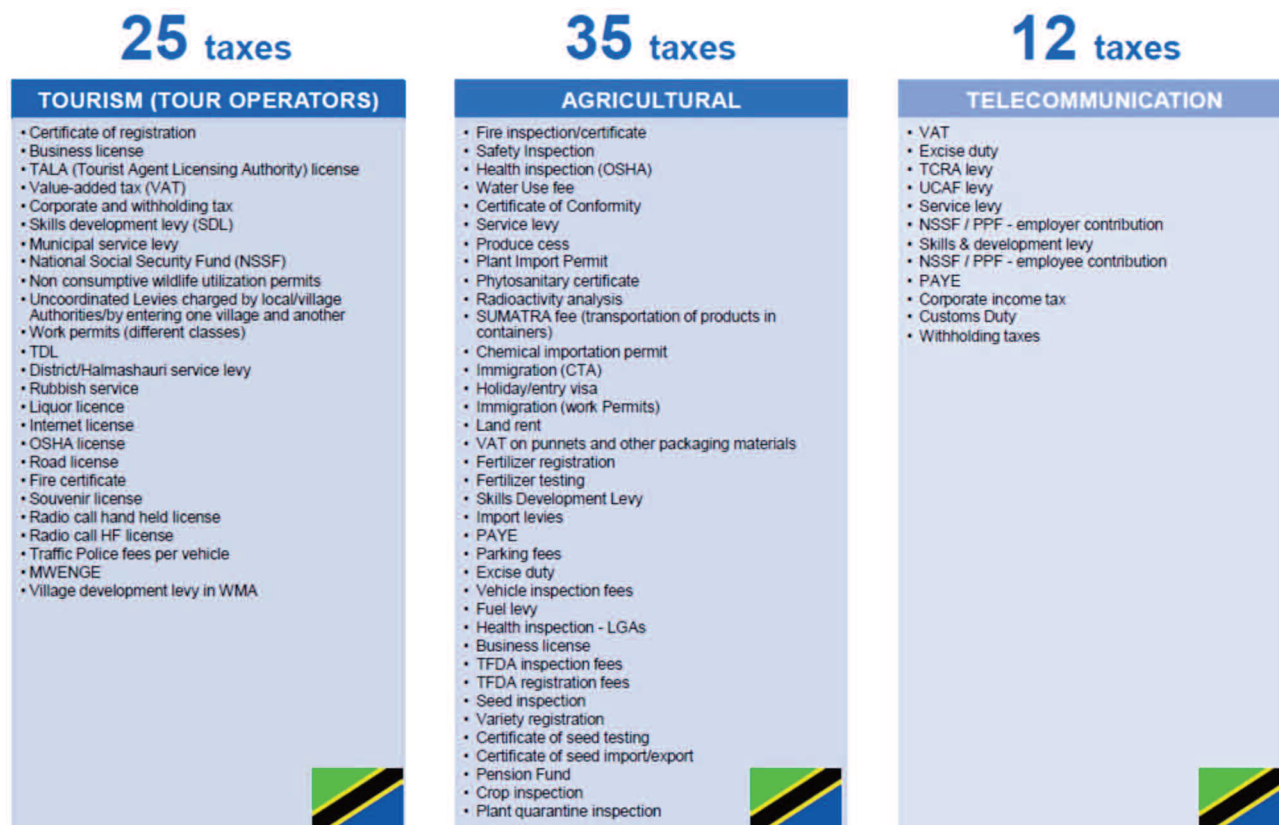 25 taxes
TOURISM (TOUR OPERATORS)
• Certificate of registration
• Business license
• TALA (Tourist Agent Licensing Authority) license
• Value-added tax (VAT)
• Corporate and withholding tax
• Skills development levy (SDL)
• Municipal service levy
• National Social Security Fund (NSSF)
• Non consumptive wildlife utilization permits
• Uncoordinated Levies charged by local/village
Authorities/by entering one village and another
• Work permits (different classes)
• TDL
• District/Halmashauri service levy
• Rubbish service
• Liquor licence
• Internet license
• OSHA license
• Road license
• Fire certificate
• Souvenir license
• Radio call hand held license
• Radio call HF license
• Traffic Police fees per vehicle
• MWENGE
• Village development levy in WMA
35 taxes
AGRICULTURAL
• Fire inspection/certificate
• Safety Inspection
• Health inspection (OSHA)
• Water Use fee
• Certificate of Conformity
• Service levy
• Produce cess
• Plant Import Permit
• Phytosanitary certificate
• Radioactivity analysis
• SUMATRA fee (transportation of products in
containers)
• Chemical importation permit
• Immigration (CTA)
• Holiday/entry visa
• Immigration (work Permits)
• Land rent
• VAT on punnets and other packaging materials
• Fertilizer registration
• Fertilizer testing
• Skills Development Levy
• Import levies
• PAYE
• Parking fees
• Excise duty
• Vehicle inspection fees
• Fuel levy
• Health inspection - LGAs
• Business license
• TFDA inspection fees
• TFDA registration fees
• Seed inspection
• Variety registration
• Certificate of seed testing
• Certificate of seed import/export
• Pension Fund
• Crop inspection
• Plant quarantine inspection
12 taxes
TELECOMMUNICATION
• VAT
• Excise duty
• TCRA levy
• UCAF levy
• Service levy
• NSSF / PPF - employer contribution
• Skills & development levy
• NSSF / PPF - employee contribution
• PAYE
• Corporate income tax
• Customs Duty
• Withholding taxes